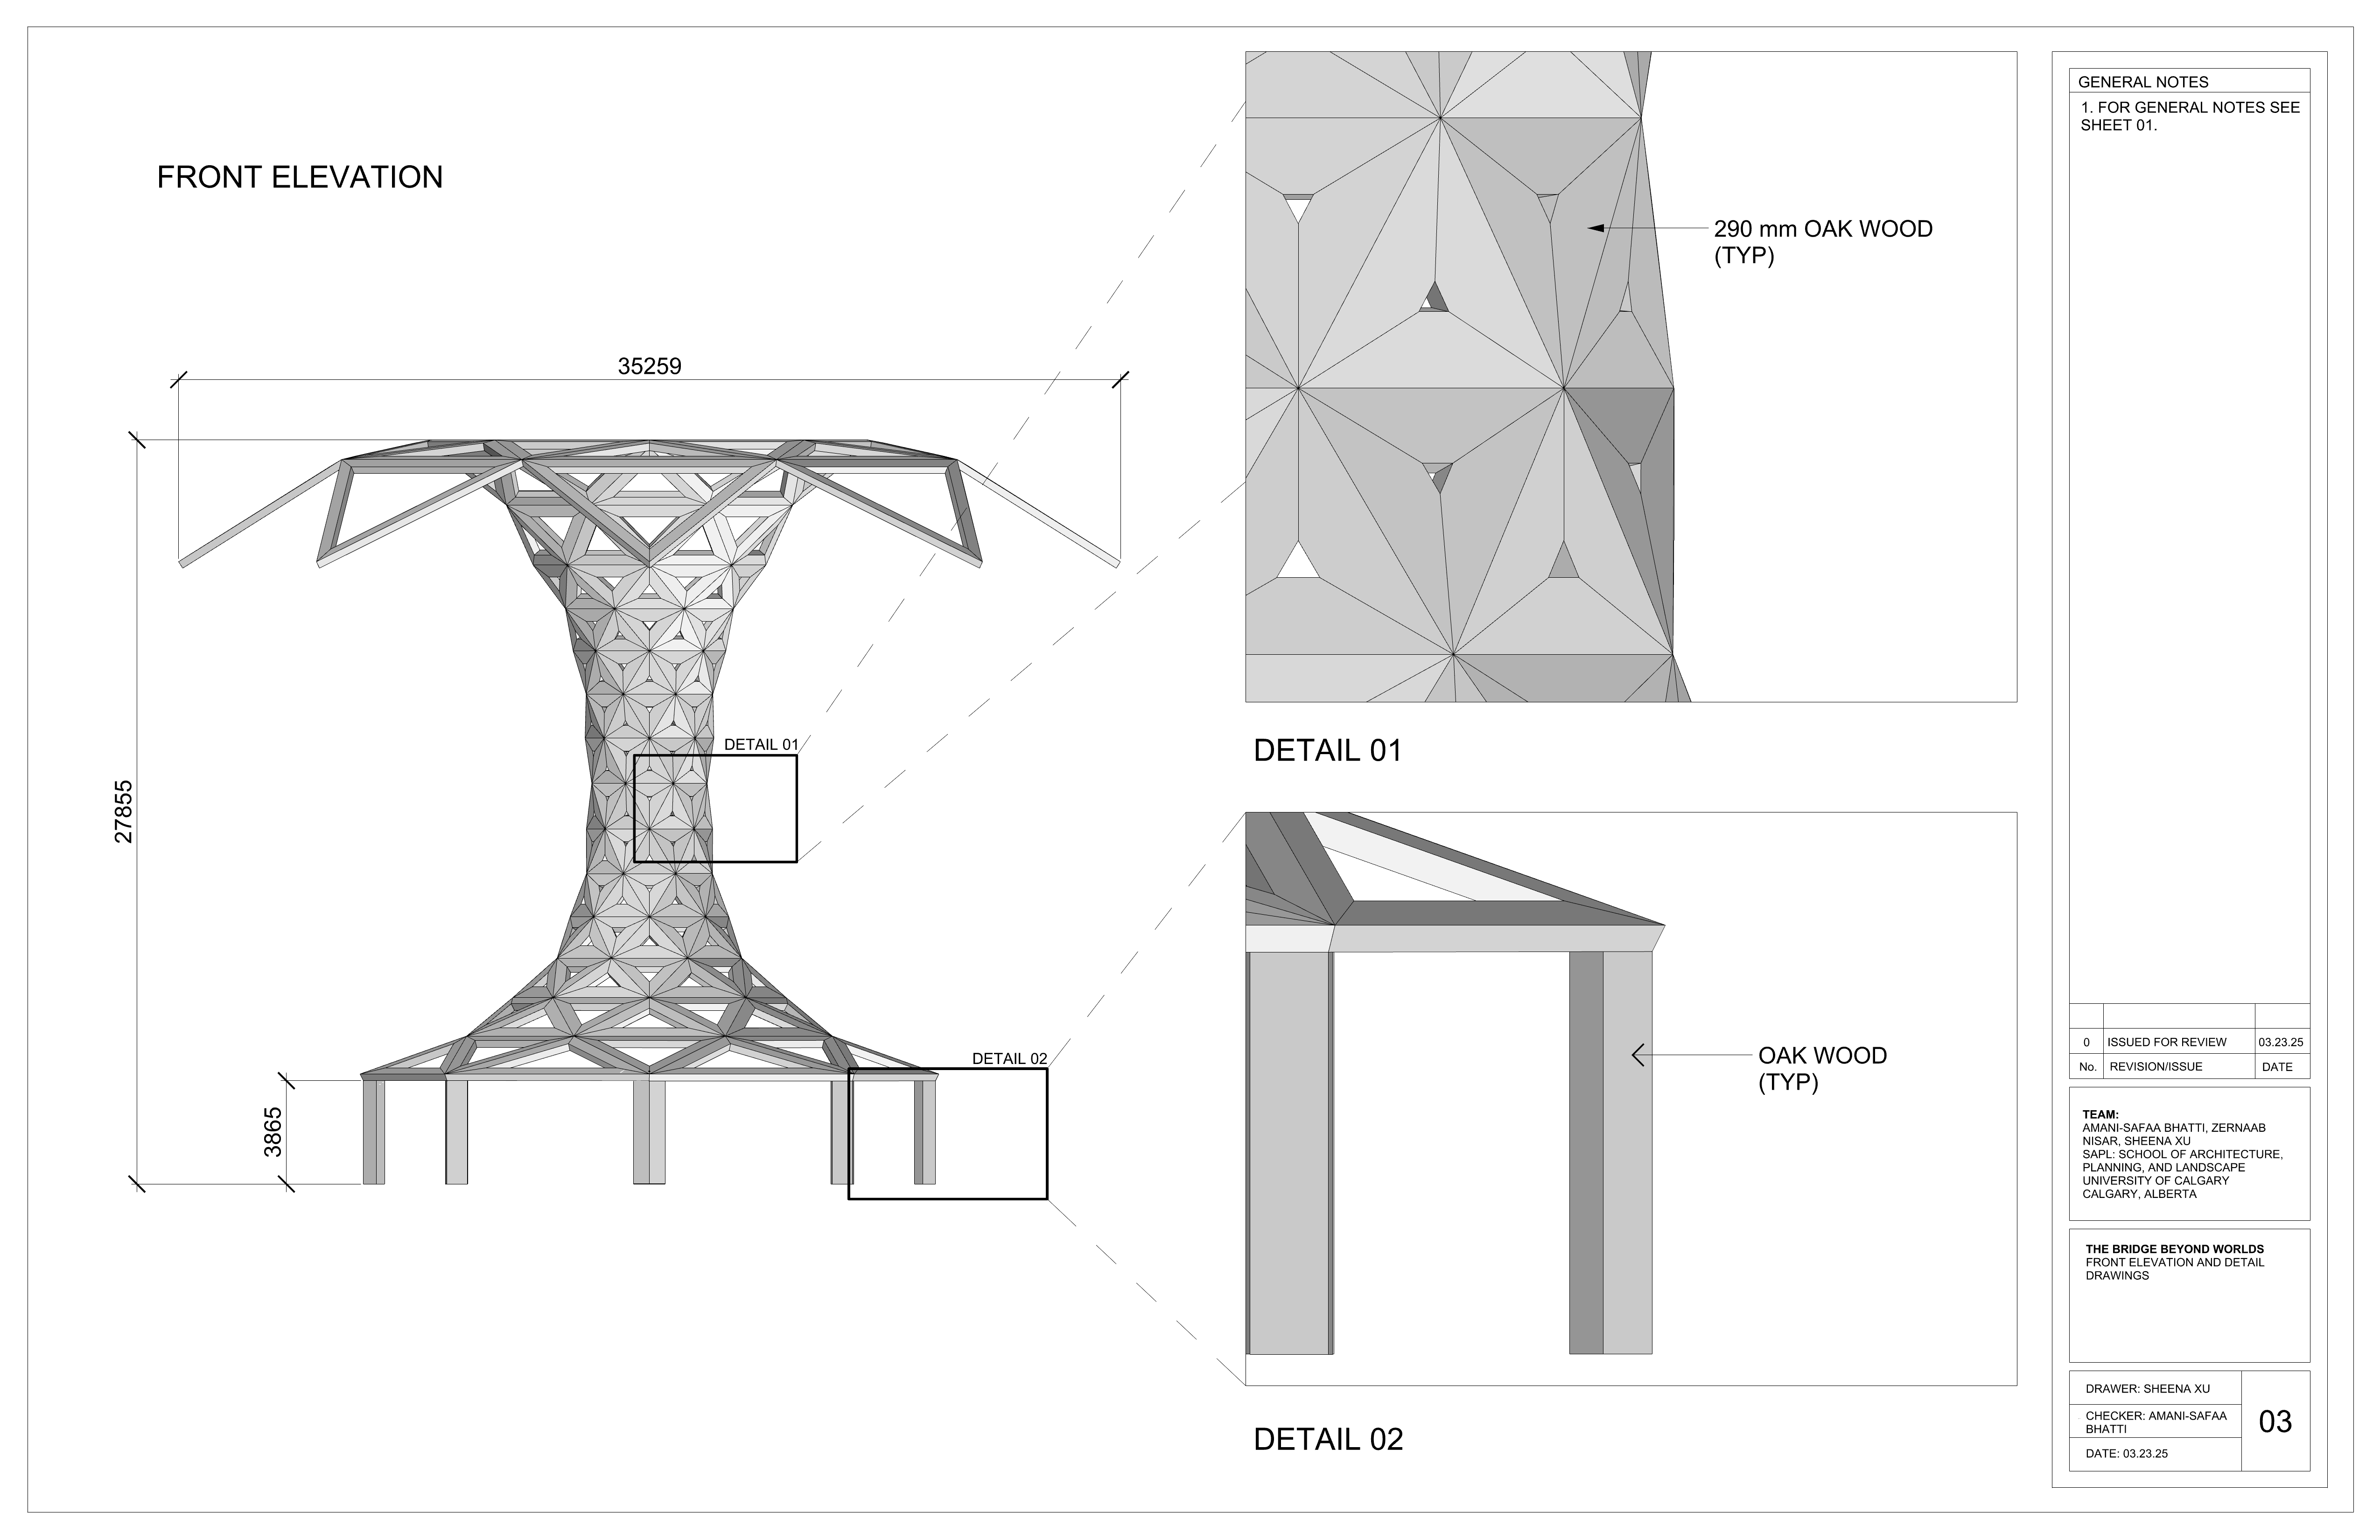 FRONT ELEVATION
35259
27855
3865
DETAIL 01
DETAIL 02
290 mm OAK WOOD
(TYP)
DETAIL 01
OAK WOOD
(TYP)
DETAIL 02
GENERAL NOTES
1. FOR GENERAL NOTES SEE
SHEET 01.
0 ISSUED FOR REVIEW 03.23.25
No. REVISION/ISSUE DATE
TEAM:
AMANI-SAFAA BHATTI, ZERNAAB
NISAR, SHEENA XU
SAPL: SCHOOL OF ARCHITECTURE,
PLANNING, AND LANDSCAPE
UNIVERSITY OF CALGARY
CALGARY, ALBERTA
THE BRIDGE BEYOND WORLDS
FRONT ELEVATION AND DETAIL
DRAWINGS
DRAWER: SHEENA XU
CHECKER: AMANI-SAFAA
BHATTI
DATE: 03.23.25
03